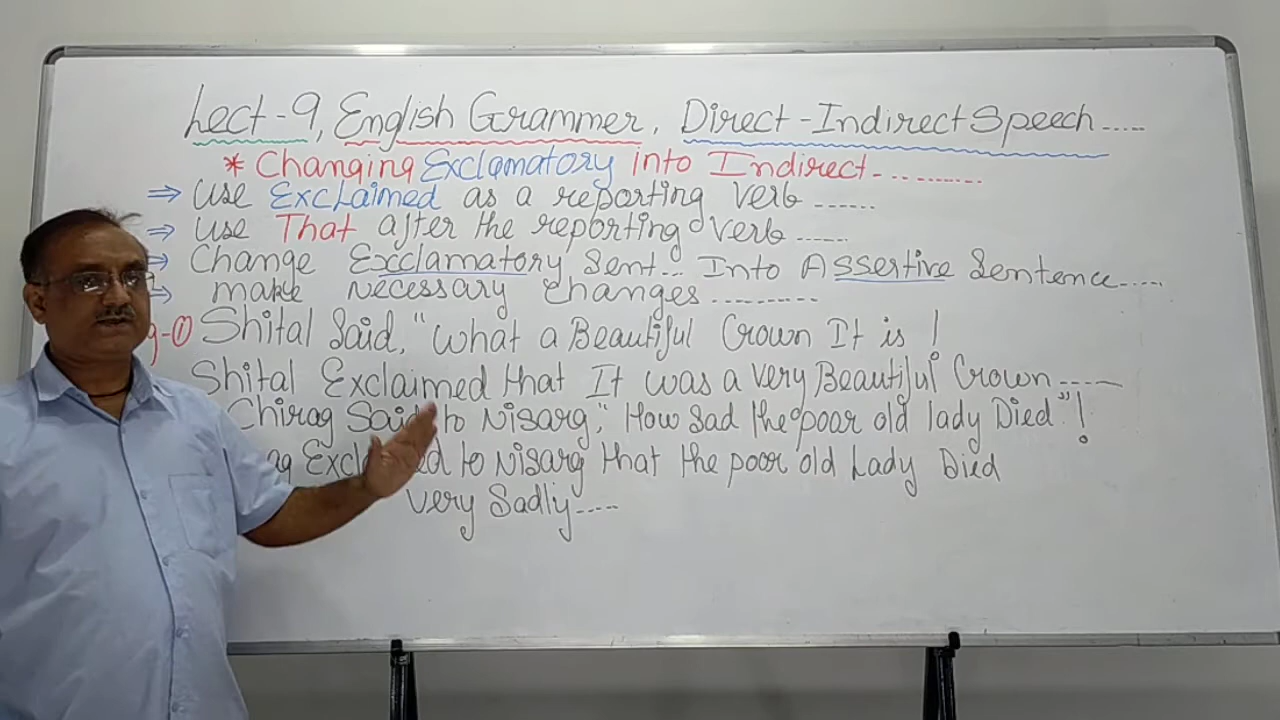 Lect-9, English Grammer, Direct-Indirect Speech.....
* Changing Exclamatory into Indirect..........
⇒ Use Exclaimed as a reporting Verb ......
⇒ Use That after the reporting Verb .....
⇒ Change Exclamatory Sent... Into Assertive Sentence.....
⇒ make Necessary Changes..........
Shital Said, "What a Beautiful Crown It is !
Shital Exclaimed that It was a very Beautiful Crown.....
Chirag Said to Nisarg, "How Sad the poor old lady Died"!
to Nisarg that the poor old Lady Died
Very Sadly....